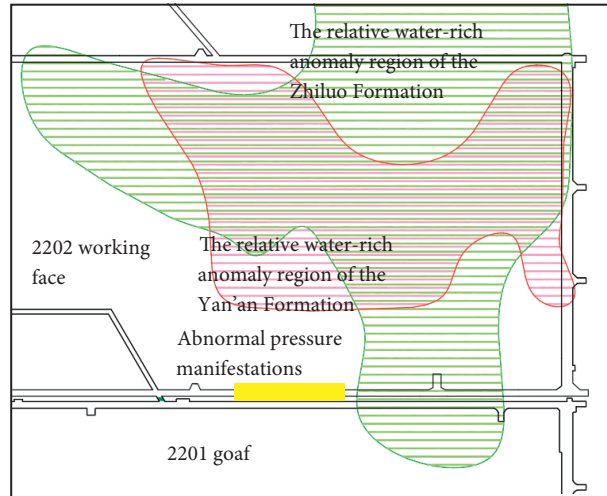 The relative water-rich
anomaly region of the
Zhiluo Formation
2202 working
face
The relative water-rich
anomaly region of the
Yan’an Formation
Abnormal pressure
manifestations
2201 goaf